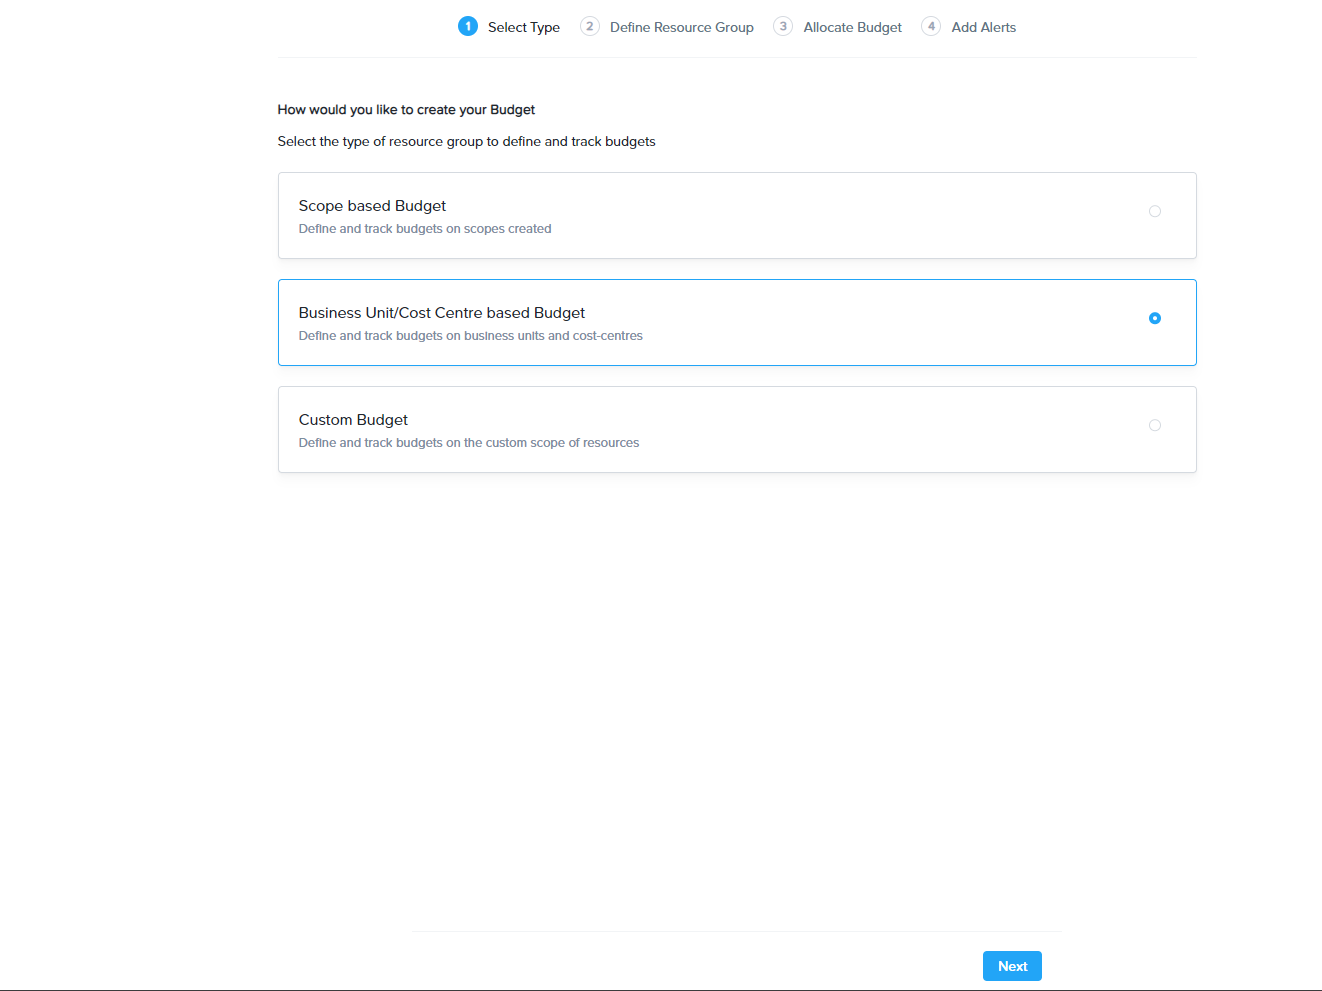 1 Select Type 2 Define Resource Group 3 Allocate Budget 4 Add Alerts
How would you like to create your Budget
Select the type of resource group to define and track budgets
Scope based Budget
Define and track budgets on scopes created
Business Unit/Cost Centre based Budget
Define and track budgets on business units and cost-centres
Custom Budget
Define and track budgets on the custom scope of resources
Next